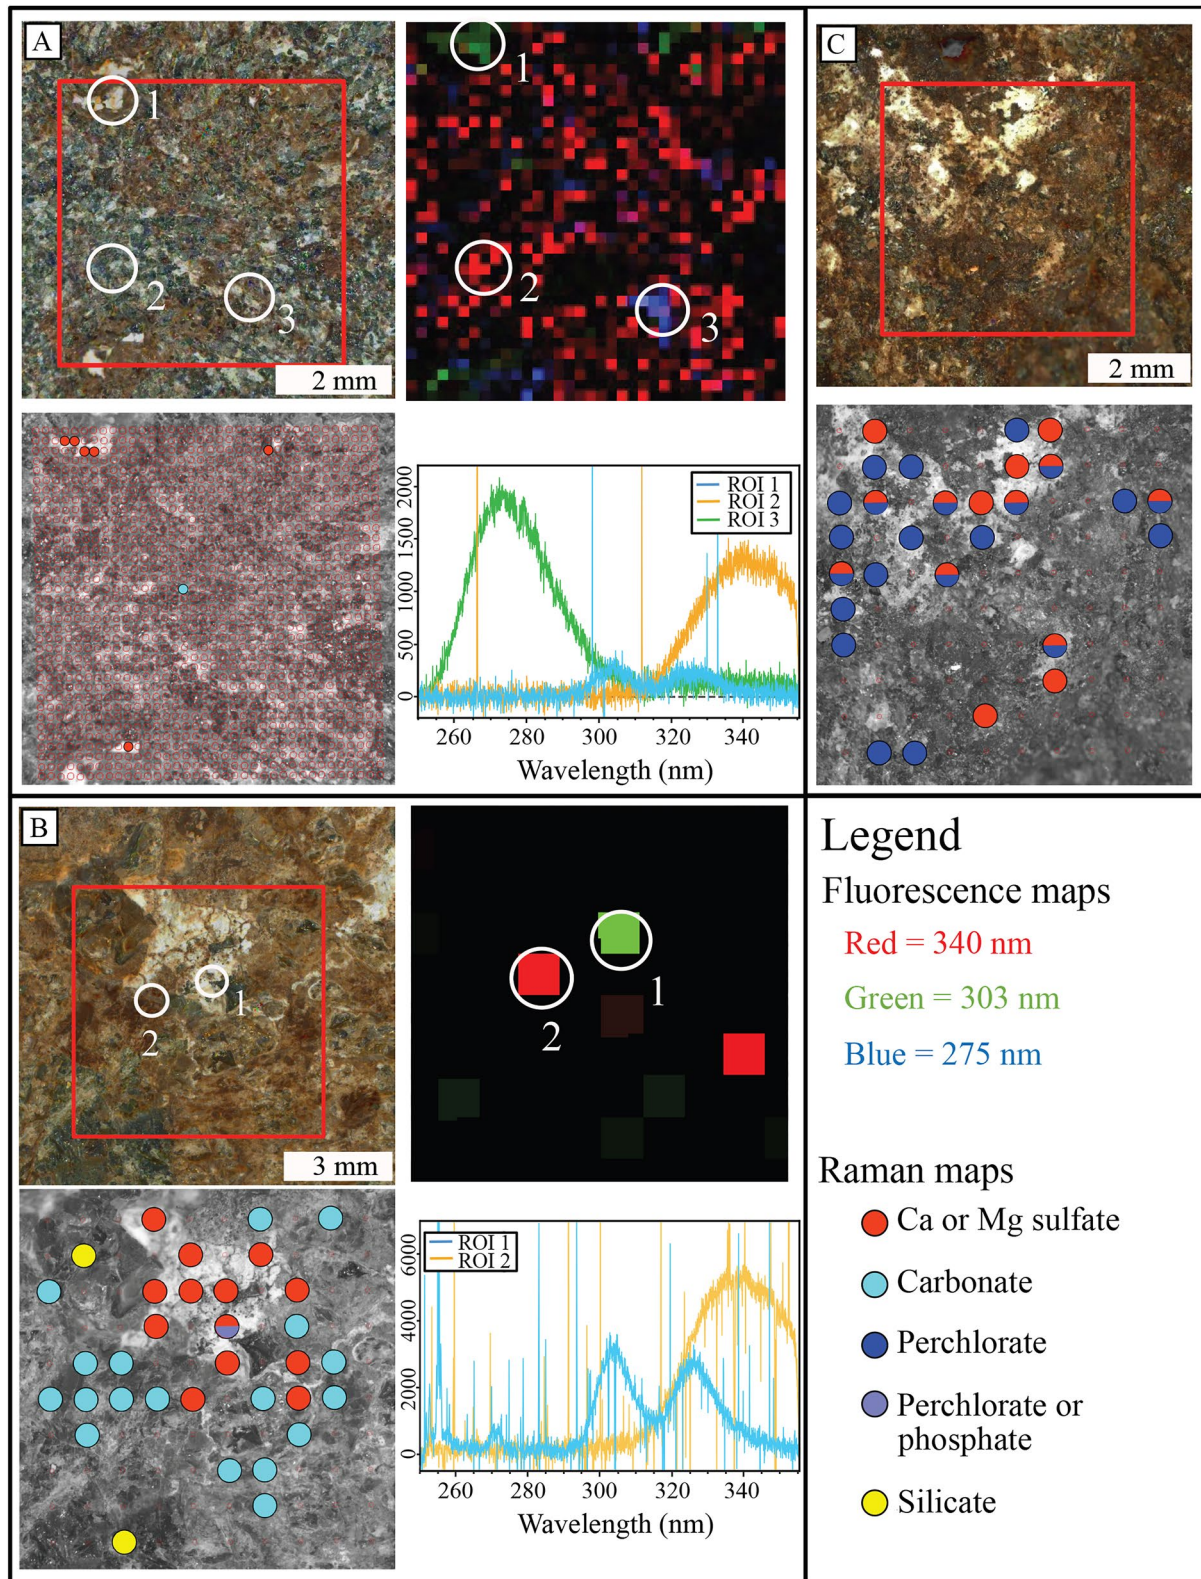 A
1
2
3
2 mm
1
2
3
2000
1500
1000
500
0
ROI 1
ROI 2
ROI 3
260
280
300
320
340
Wavelength (nm)
C
2 mm
B
1
2
3 mm
1
2
6000
4000
2000
0
ROI 1
ROI 2
260
280
300
320
340
Wavelength (nm)
Legend
Fluorescence maps
Red = 340 nm
Green = 303 nm
Blue = 275 nm
Raman maps
Ca or Mg sulfate
Carbonate
Perchlorate
Perchlorate or
phosphate
Silicate